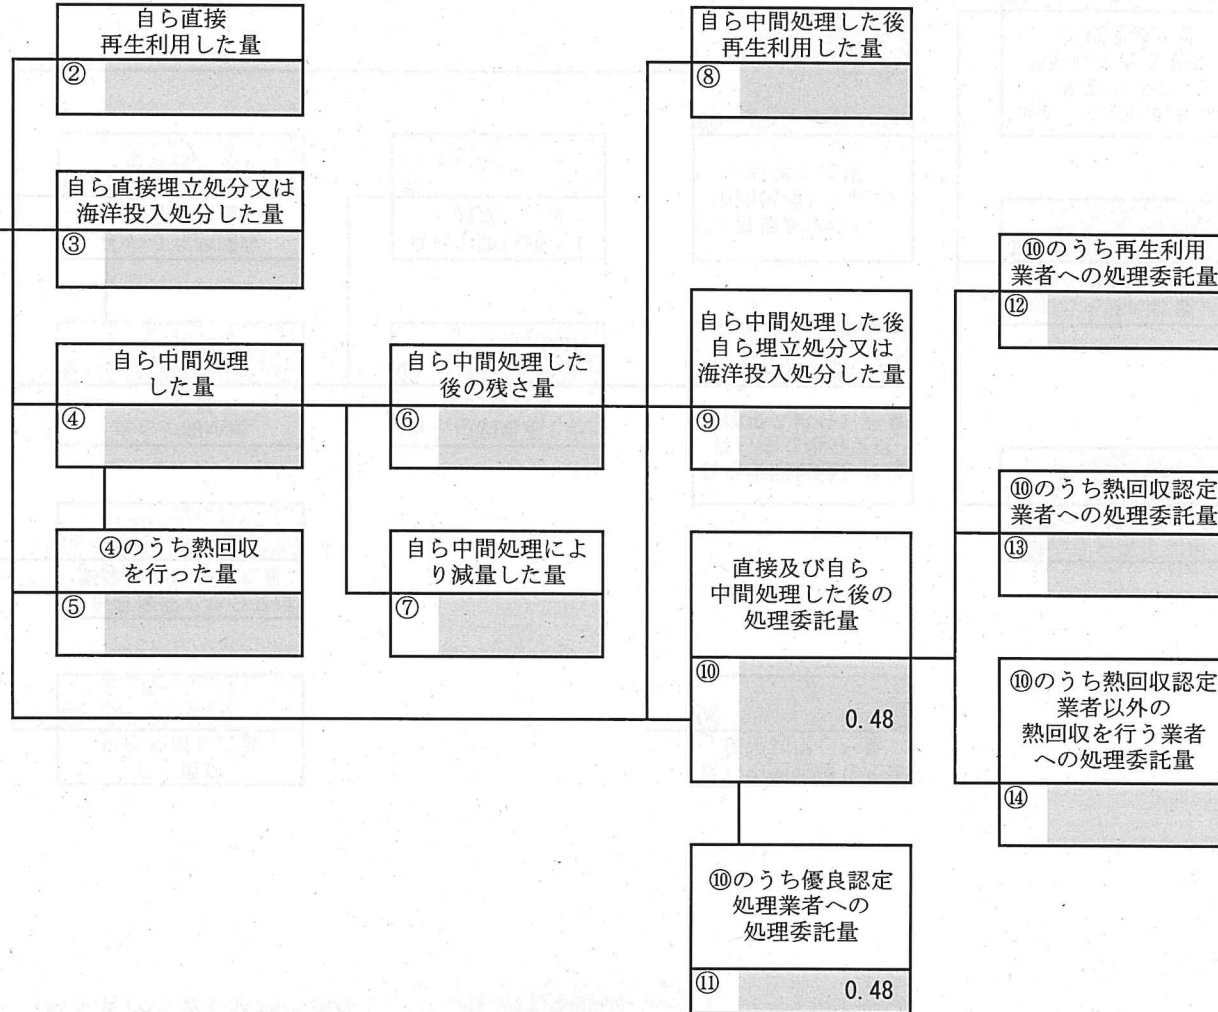 自ら直接
再生利用した量
②
自ら直接埋立処分又は
海洋投入処分した量
③
自ら中間処理
した量
④
④のうち熱回収
を行った量
⑤
自ら中間処理した
後の残さ量
⑥
自ら中間処理によ
り減量した量
⑦
自ら中間処理した後
再生利用した量
⑧
自ら中間処理した後
自ら埋立処分又は
海洋投入処分した量
⑨
直接及び自ら
中間処理した後の
処理委託量
⑩
0.48
⑩のうち優良認定
処理業者への
処理委託量
⑪
0.48
⑩のうち再生利用
業者への処理委託量
⑫
⑩のうち熱回収認定
業者への処理委託量
⑬
⑩のうち熱回収認定
業者以外の
熱回収を行う業者
への処理委託量
⑭